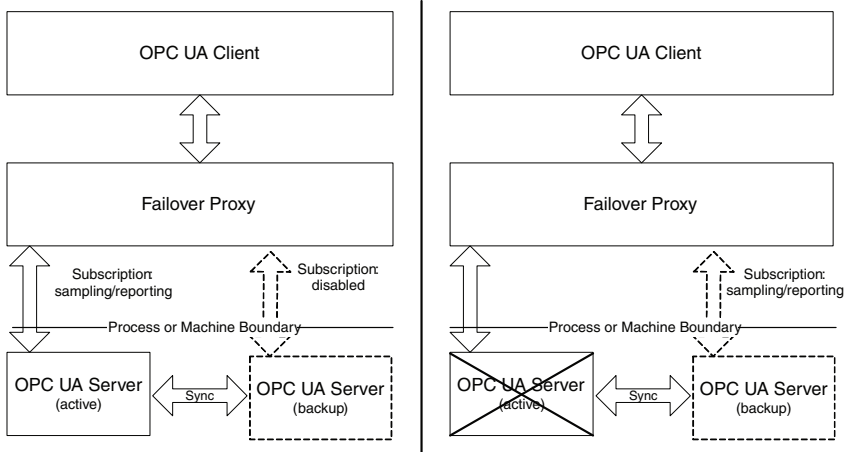 OPC UA Client
Failover Proxy
Subscription:
sampling/reporting
Subscription:
disabled
Process or Machine Boundary
OPC UA Server
(active)
Sync
OPC UA Server
(backup)
OPC UA Client
Failover Proxy
Subscription:
sampling/reporting
Process or Machine Boundary
OPC UA Server
(active)
Sync
OPC UA Server
(backup)